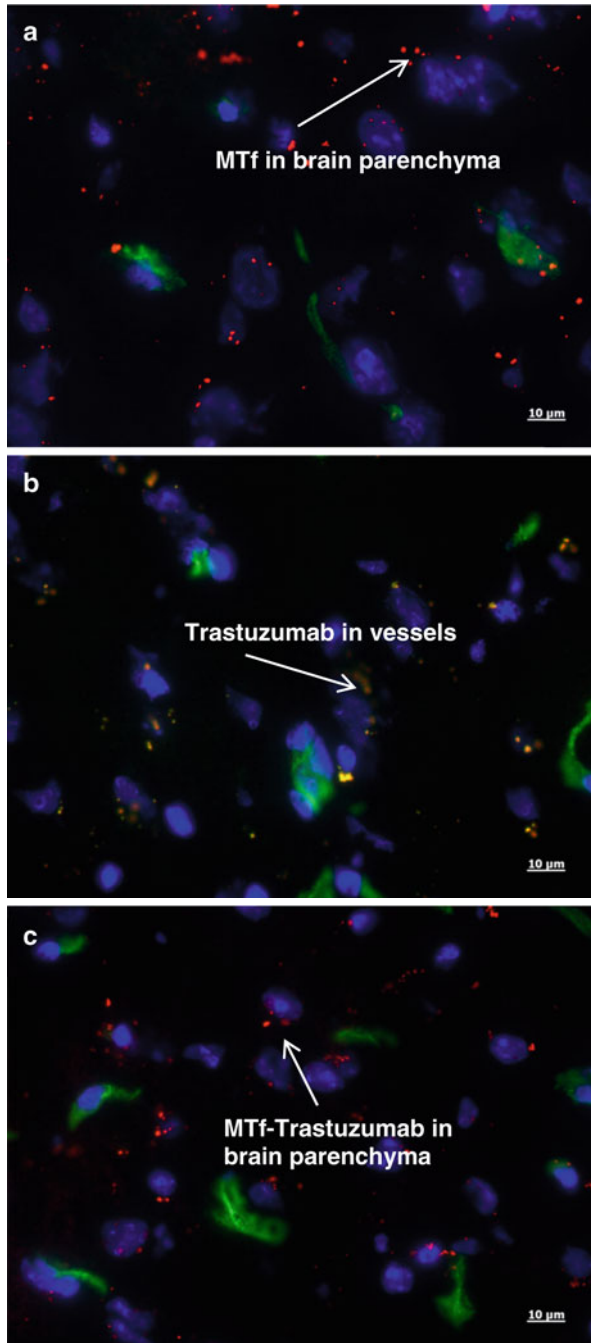 a
MTf in brain parenchyma
10 µm
b
Trastuzumab in vessels
10 µm
c
MTf-Trastuzumab in
brain parenchyma
10 µm